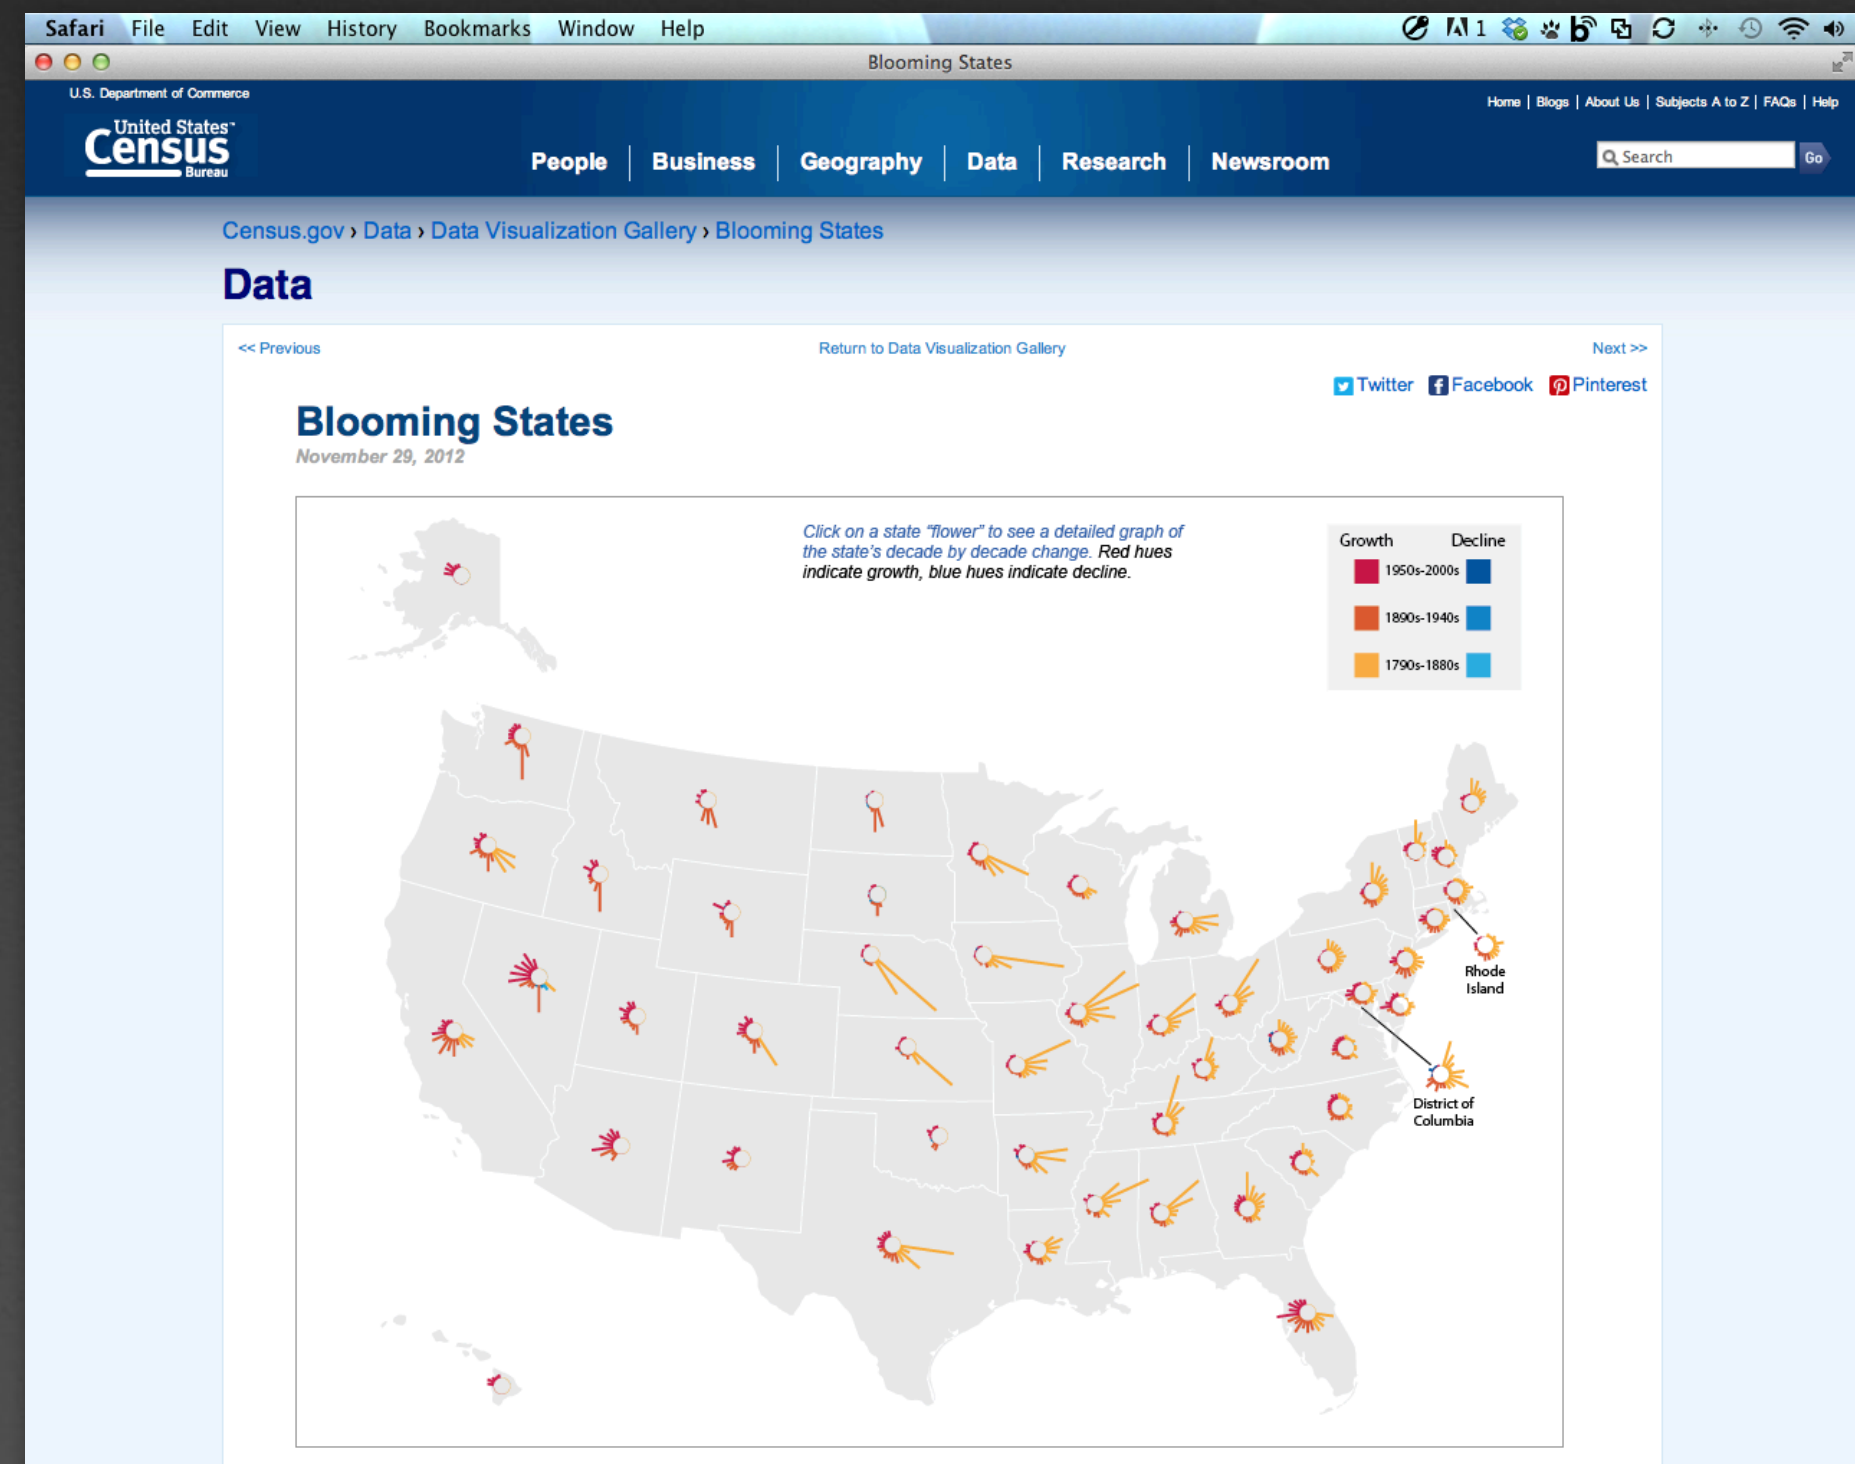 Safari File Edit View History Bookmarks Window Help
1
Blooming States
U.S. Department of Commerce
Home | Blogs | About Us | Subjects A to Z | FAQs | Help
United States™
Census
Bureau
People | Business | Geography | Data | Research | Newsroom
Search
Go
Census.gov › Data › Data Visualization Gallery › Blooming States
Data
<< Previous
Return to Data Visualization Gallery
Next >>
Twitter Facebook Pinterest
Blooming States
November 29, 2012
Click on a state “flower” to see a detailed graph of
the state’s decade by decade change. Red hues
indicate growth, blue hues indicate decline.
Growth Decline
1950s-2000s
1890s-1940s
1790s-1880s
Rhode
Island
District of
Columbia